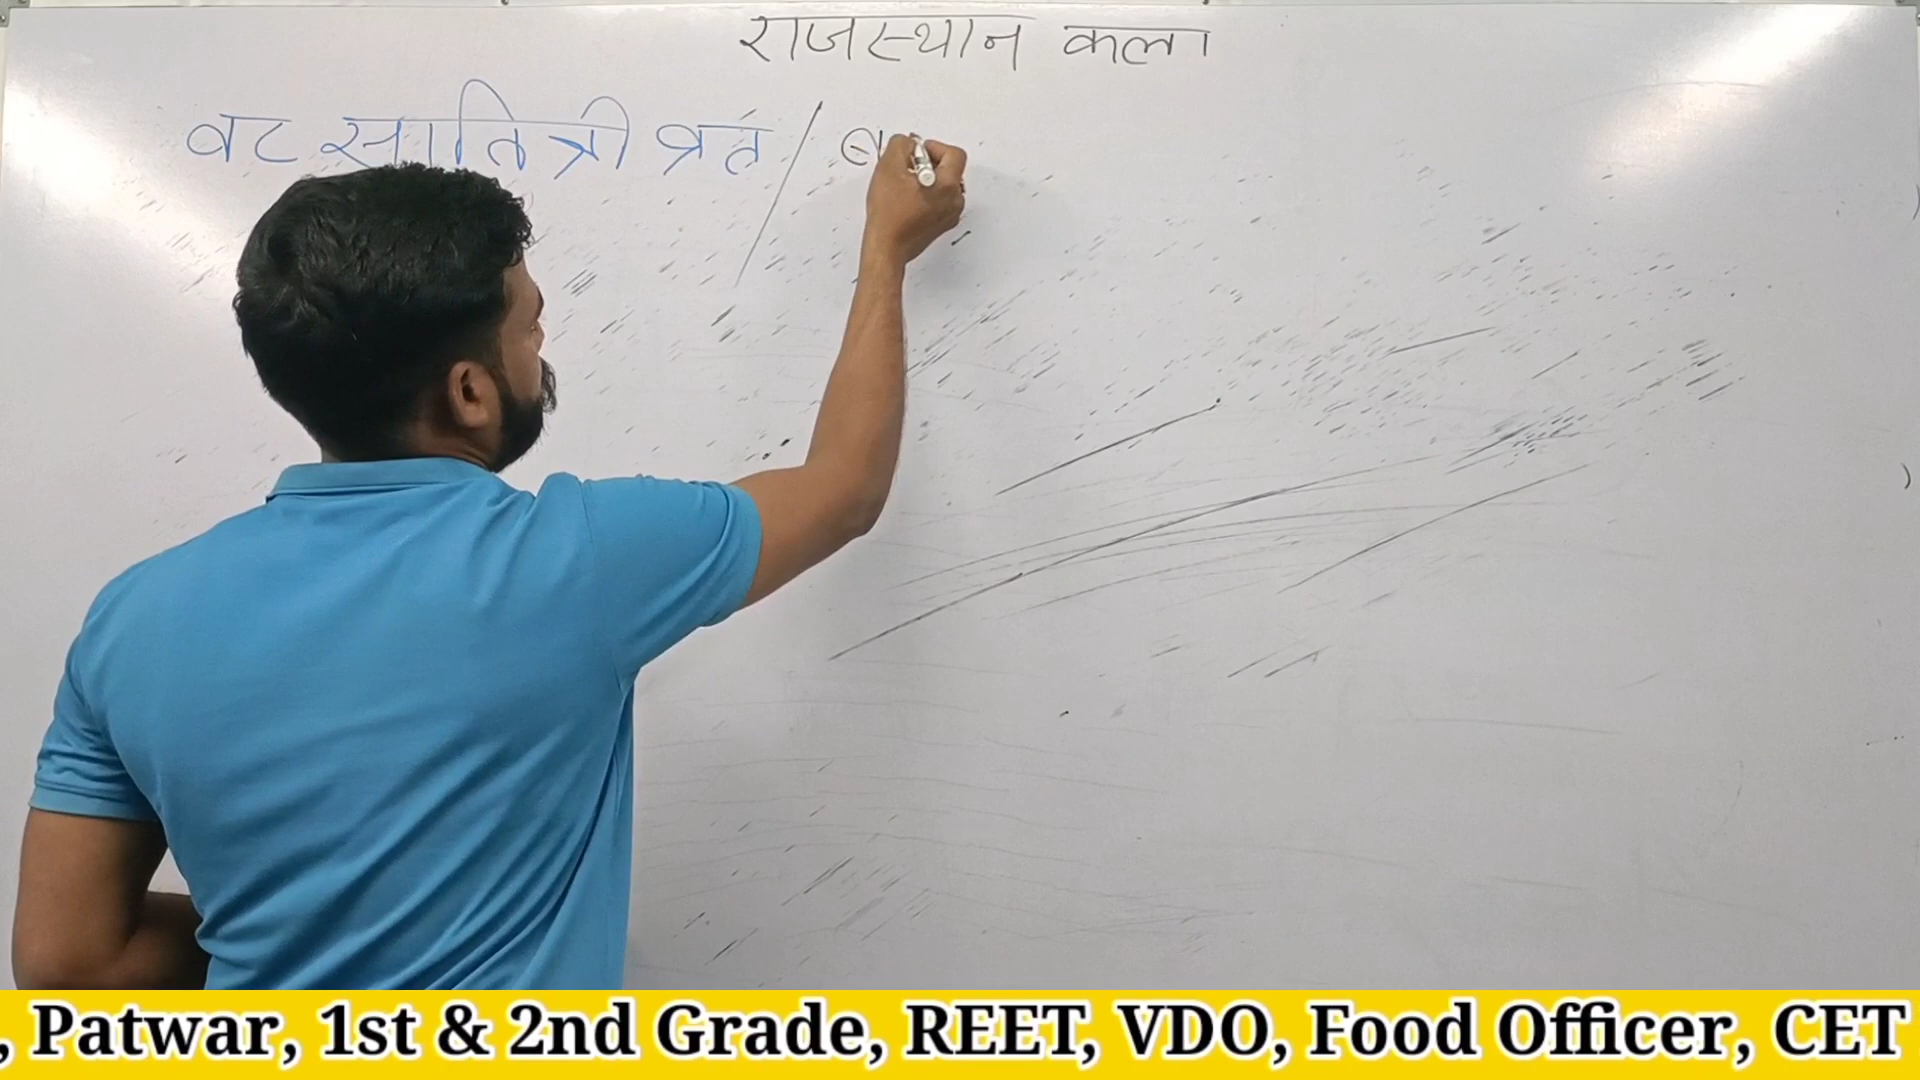 राजस्थान कला
वट सावित्री व्रत / ब
, Patwar, 1st & 2nd Grade, REET, VDO, Food Officer, CET